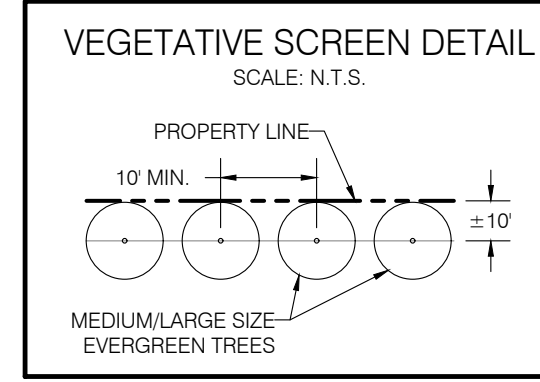 VEGETATIVE SCREEN DETAIL
SCALE: N.T.S.
PROPERTY LINE
10' MIN.
±10'
MEDIUM/LARGE SIZE
EVERGREEN TREES